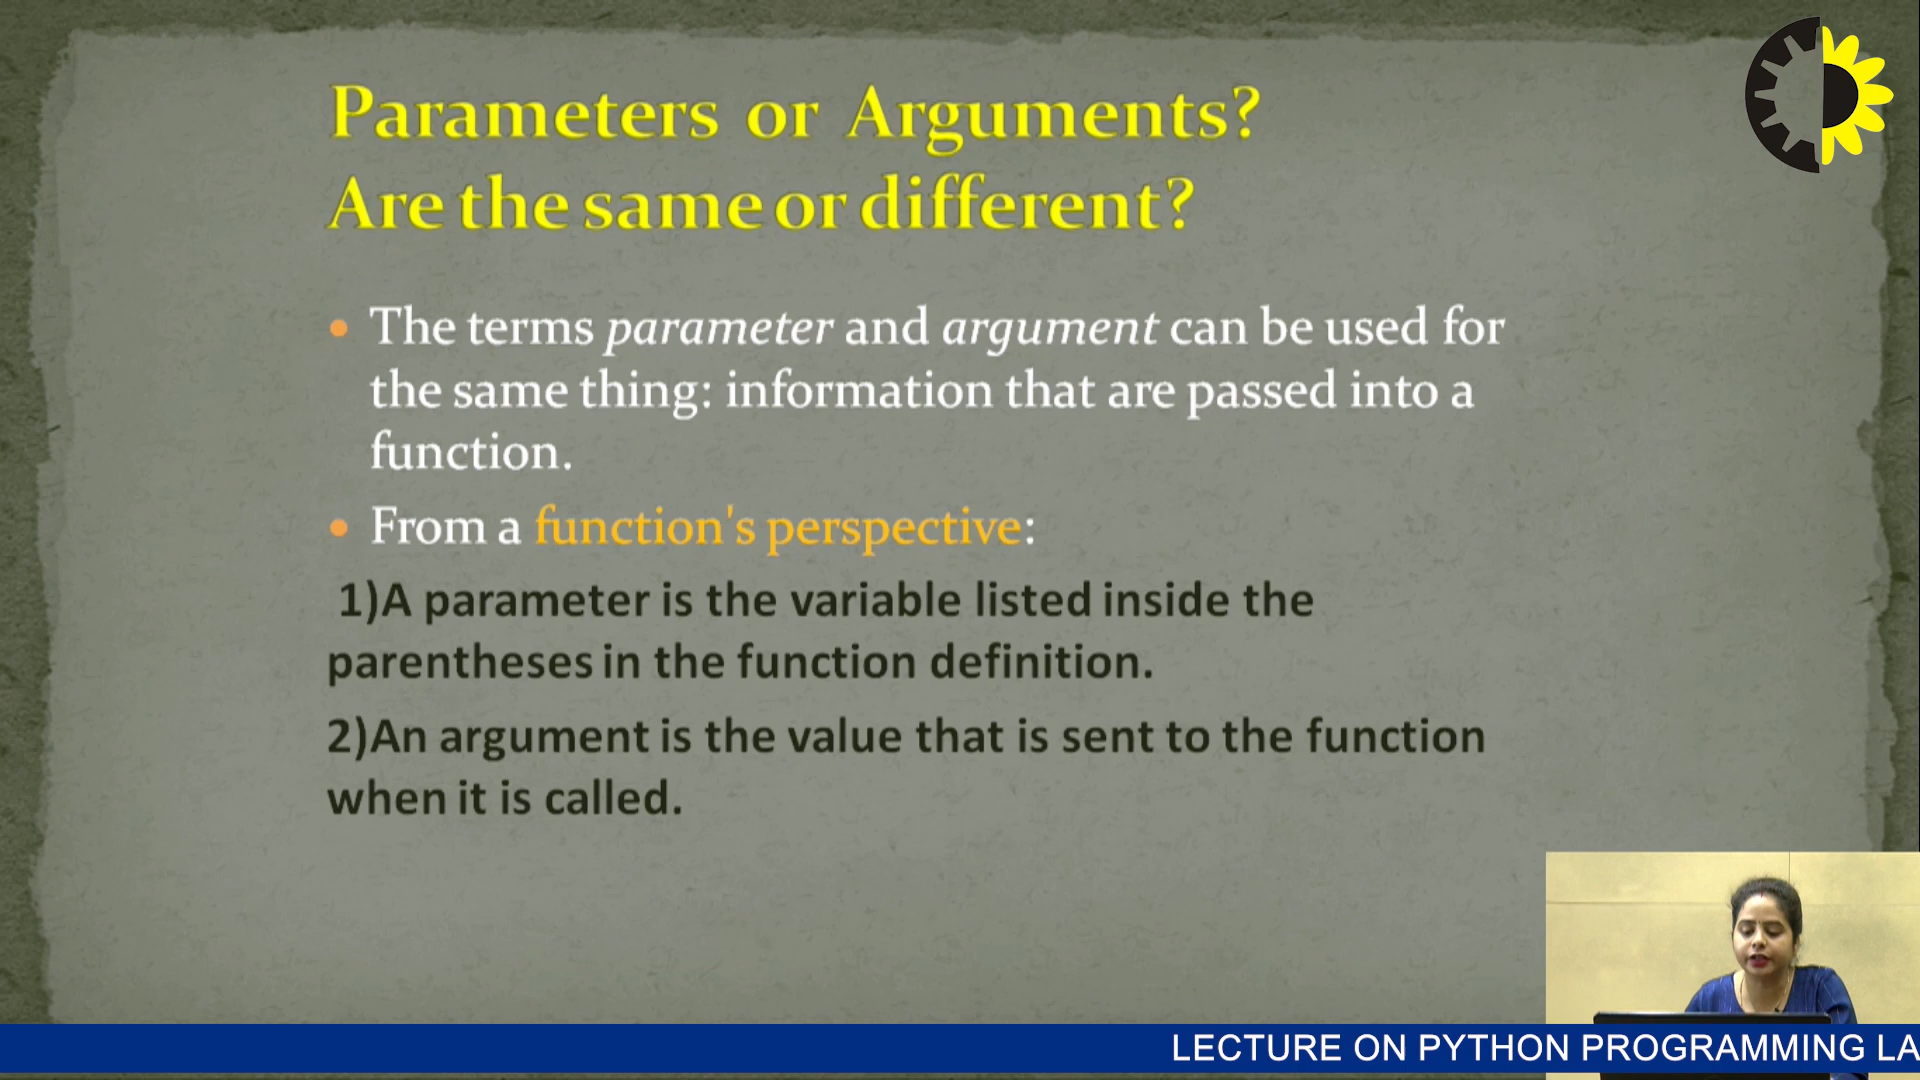 Parameters or Arguments?
Are the same or different?
• The terms parameter and argument can be used for
the same thing: information that are passed into a
function.
• From a function's perspective:
1)A parameter is the variable listed inside the
parentheses in the function definition.
2)An argument is the value that is sent to the function
when it is called.
LECTURE ON PYTHON PROGRAMMING LA